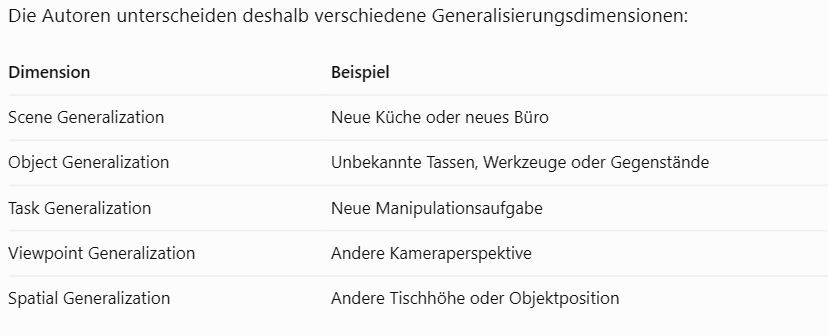 Die Autoren unterscheiden deshalb verschiedene Generalisierungsdimensionen:
Dimension Beispiel
Scene Generalization Neue Küche oder neues Büro
Object Generalization Unbekannte Tassen, Werkzeuge oder Gegenstände
Task Generalization Neue Manipulationsaufgabe
Viewpoint Generalization Andere Kameraperspektive
Spatial Generalization Andere Tischhöhe oder Objektposition